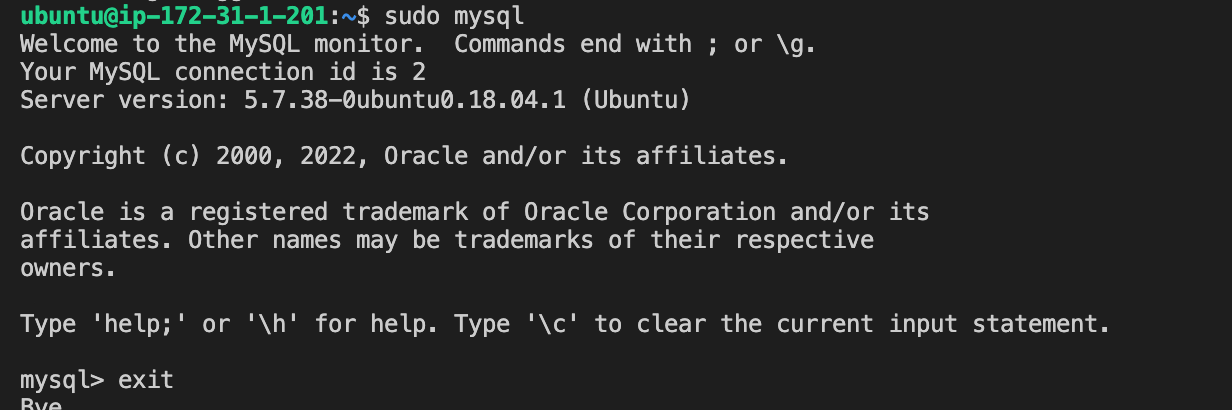 ubuntu@ip-172-31-1-201:~$ sudo mysql
Welcome to the MySQL monitor.  Commands end with ; or \g.
Your MySQL connection id is 2
Server version: 5.7.38-0ubuntu0.18.04.1 (Ubuntu)
Copyright (c) 2000, 2022, Oracle and/or its affiliates.
Oracle is a registered trademark of Oracle Corporation and/or its
affiliates. Other names may be trademarks of their respective
owners.
Type 'help;' or '\h' for help. Type '\c' to clear the current input statement.
mysql> exit
Bye